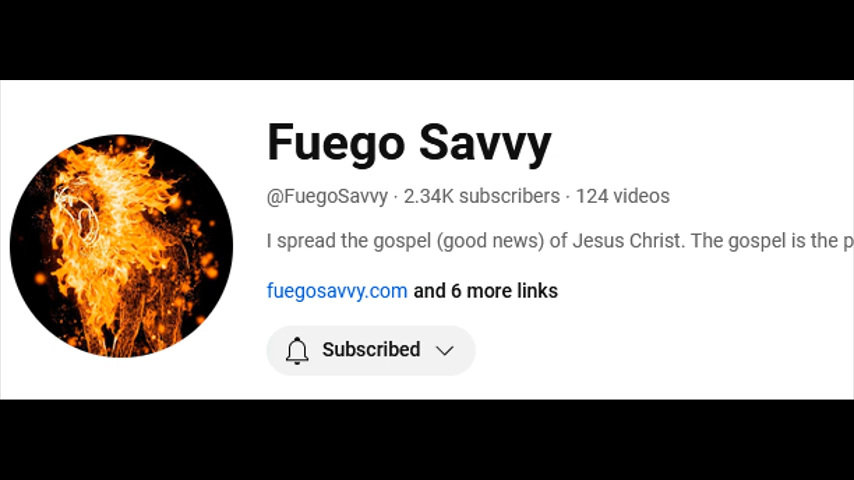 Fuego Savvy
@FuegoSavvy · 2.34K subscribers · 124 videos
I spread the gospel (good news) of Jesus Christ. The gospel is the p
fuegosavvy.com and 6 more links
Subscribed